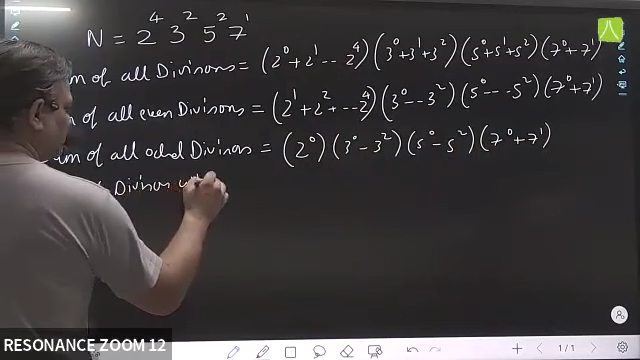 N = 2⁴ 3² 5² 7¹
of all Divisors = (2⁰ + 2¹ -- 2⁴) (3⁰ + 3¹ + 3²) (5⁰ + 5¹ + 5²) (7⁰ + 7¹)
of all even Divisors = (2¹ + 2² + -- 2⁴) (3⁰ -- 3²) (5⁰ -- 5²) (7⁰ + 7¹)
of all odd Divisors = (2⁰) (3⁰ - 3²) (5⁰ - 5²) (7⁰ + 7¹)
Divisors
RESONANCE ZOOM 12
1/1